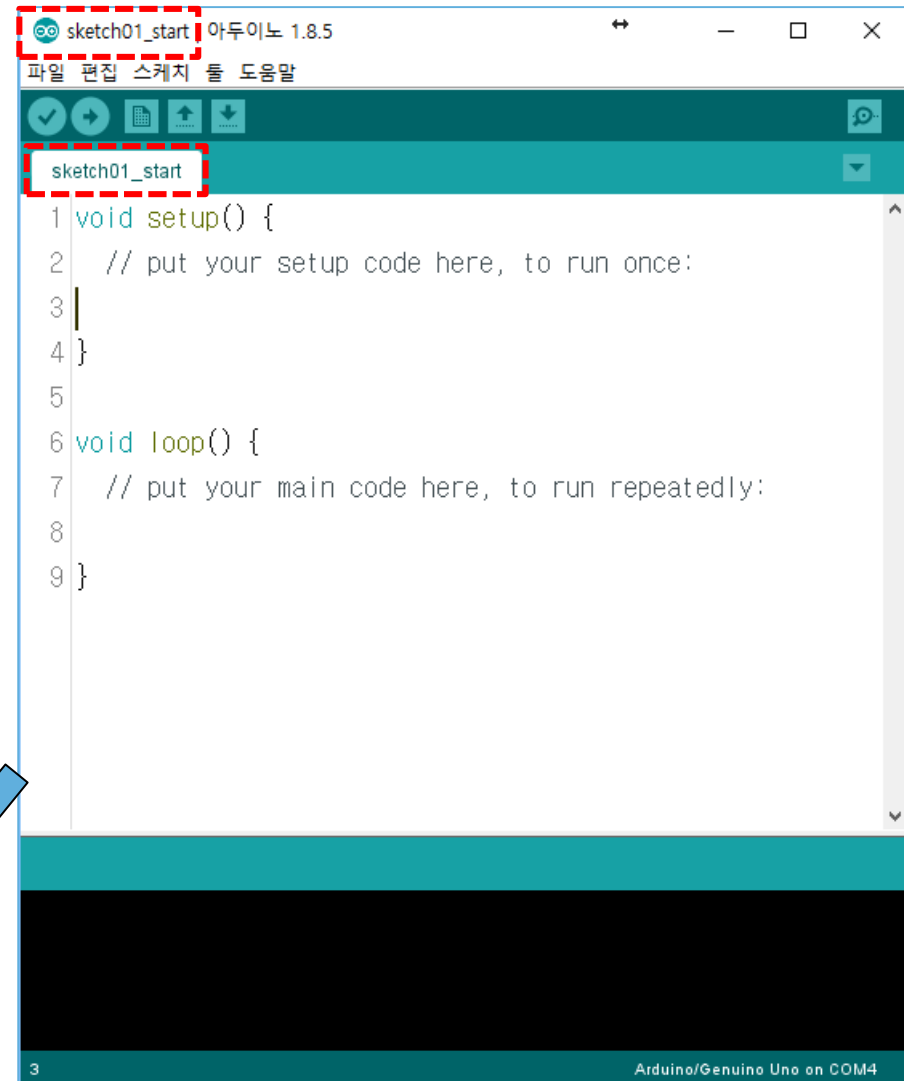 sketch01_start | 아두이노 1.8.5
파일 편집 스케치 툴 도움말
sketch01_start
1 void setup() {
2 // put your setup code here, to run once:
3
4 }
5
6 void loop() {
7 // put your main code here, to run repeatedly:
8
9 }
3 Arduino/Genuino Uno on COM4